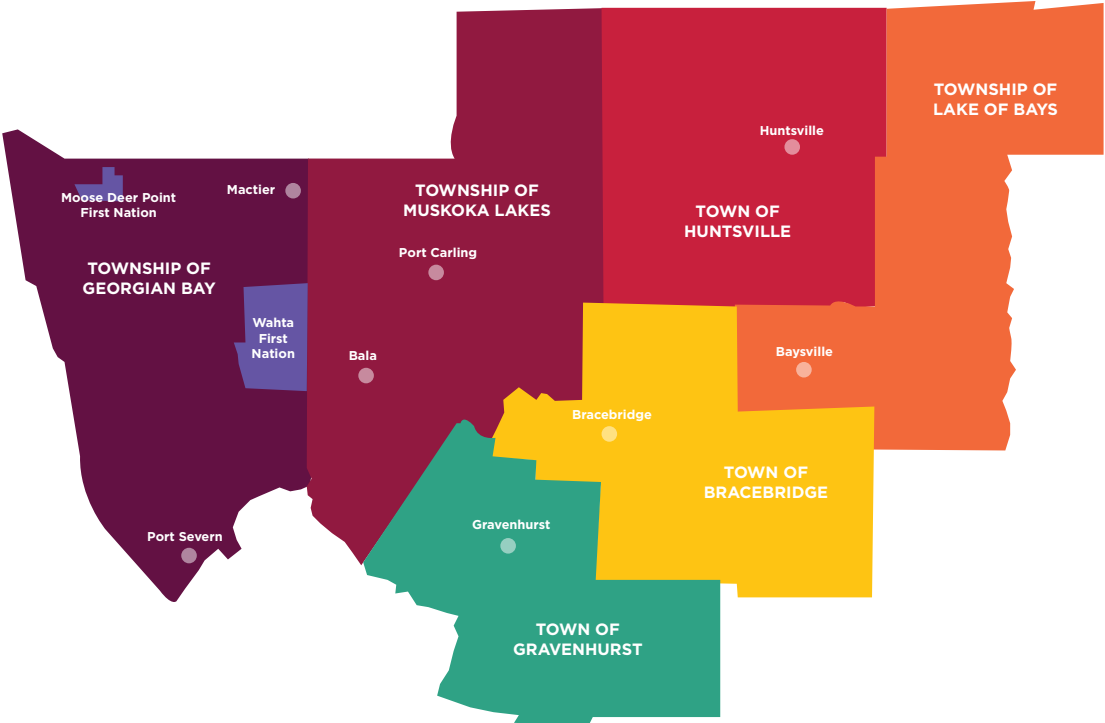 TOWNSHIP OF
LAKE OF BAYS
Huntsville
Moose Deer Point
First Nation
Mactier
TOWNSHIP OF
MUSKOKA LAKES
TOWN OF
HUNTSVILLE
Port Carling
TOWNSHIP OF
GEORGIAN BAY
Wahta
First
Nation
Bala
Baysville
Bracebridge
TOWN OF
BRACEBRIDGE
Gravenhurst
Port Severn
TOWN OF
GRAVENHURST